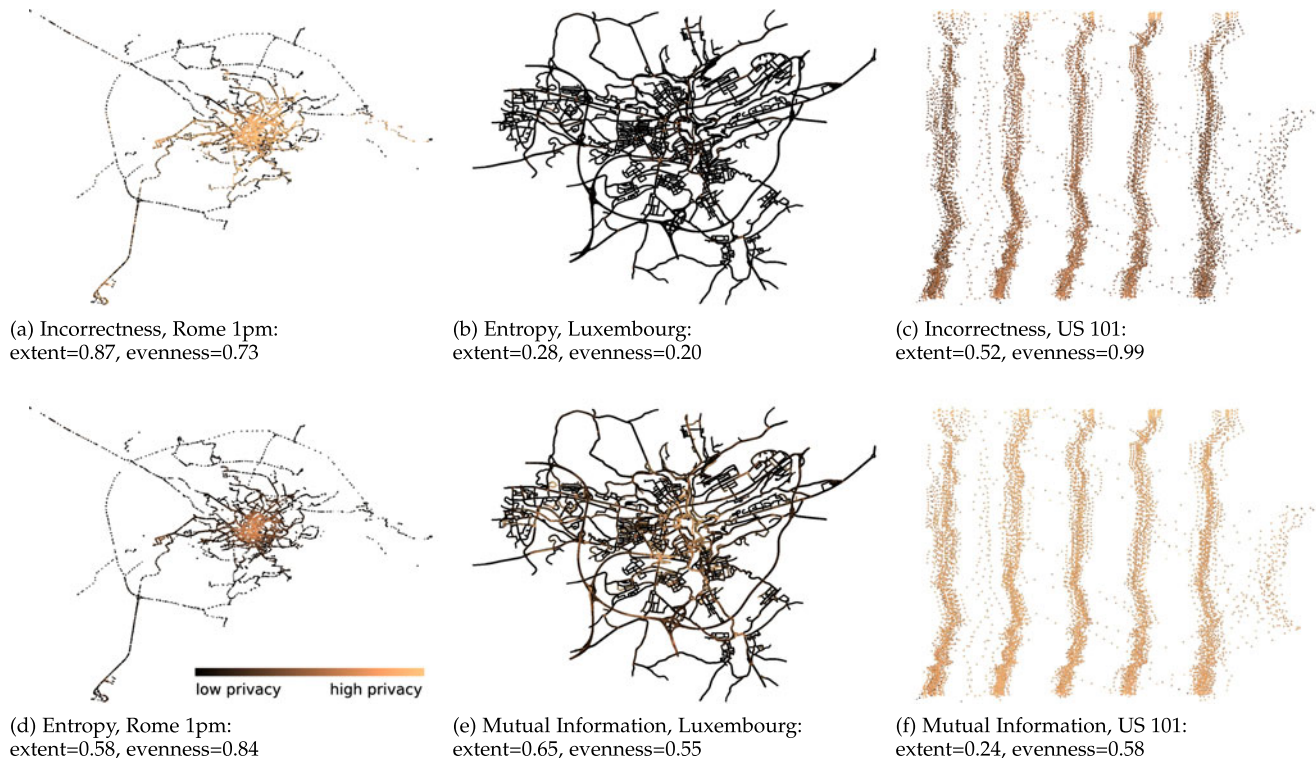 (a) Incorrectness, Rome 1pm:
extent=0.87, evenness=0.73
(b) Entropy, Luxembourg:
extent=0.28, evenness=0.20
(c) Incorrectness, US 101:
extent=0.52, evenness=0.99
low privacy
high privacy
(d) Entropy, Rome 1pm:
extent=0.58, evenness=0.84
(e) Mutual Information, Luxembourg:
extent=0.65, evenness=0.55
(f) Mutual Information, US 101:
extent=0.24, evenness=0.58